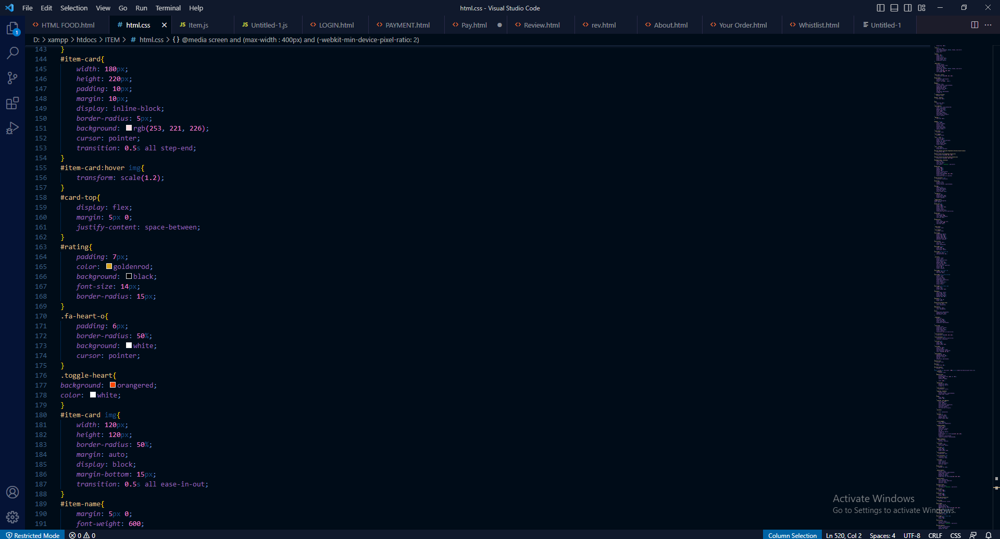 File Edit Selection View Go Run Terminal Help html.css - Visual Studio Code
HTML FOOD.html # html.css JS Item.js JS Untitled-1.js LOGIN.html PAYMENT.html Pay.html Review.html rev.html About.html Your Order.html Whistlist.html Untitled-1
1
D: > xampp > htdocs > ITEM > # html.css > {} @media screen and (max-width : 400px) and (-webkit-min-device-pixel-ratio: 2)
143 }
144 #item-card{
145 width: 180px;
146 height: 220px;
147 padding: 10px;
148 margin: 10px;
149 display: inline-block;
150 border-radius: 5px;
151 background: rgb(253, 221, 226);
152 cursor: pointer;
153 transition: 0.5s all step-end;
154 }
155 #item-card:hover img{
156 transform: scale(1.2);
157 }
158 #card-top{
159 display: flex;
160 margin: 5px 0;
161 justify-content: space-between;
162 }
163 #rating{
164 padding: 7px;
165 color: goldenrod;
166 background: black;
167 font-size: 14px;
168 border-radius: 15px;
169 }
170 .fa-heart-o{
171 padding: 6px;
172 border-radius: 50%;
173 background: white;
174 cursor: pointer;
175 }
176 .toggle-heart{
177 background: orangered;
178 color: white;
179 }
180 #item-card img{
181 width: 120px;
182 height: 120px;
183 border-radius: 50%;
184 margin: auto;
185 display: block;
186 margin-bottom: 15px;
187 transition: 0.5s all ease-in-out;
188 }
189 #item-name{
190 margin: 5px 0;
191 font-weight: 600;
Activate Windows
Go to Settings to activate Windows.
Restricted Mode 0 0 Column Selection Ln 520, Col 2 Spaces: 4 UTF-8 CRLF CSS